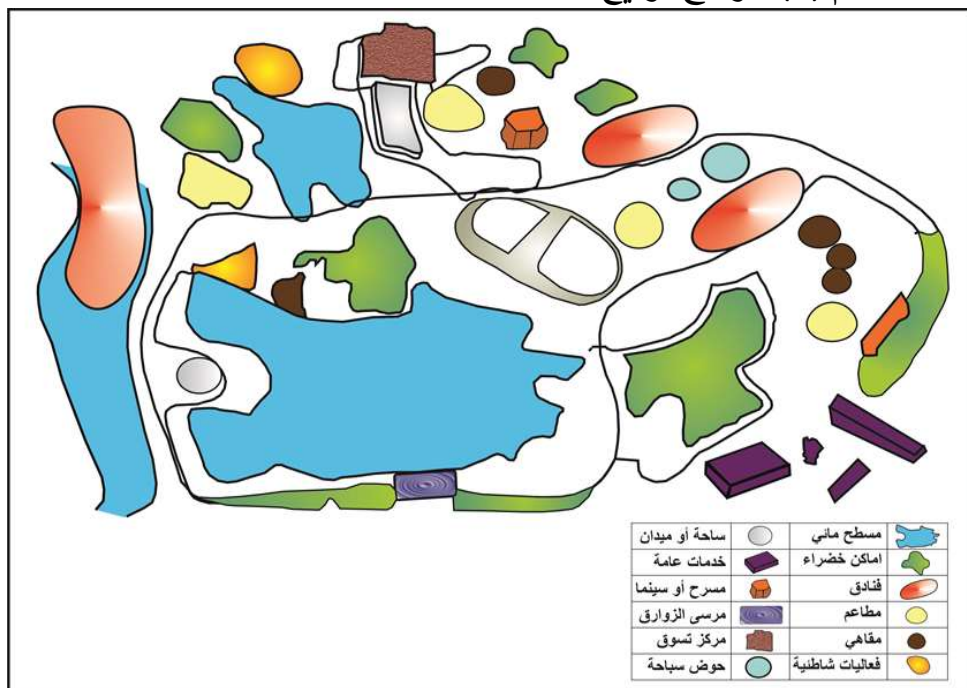 مسطح مائي ساحة أو ميدان
اماكن خضراء خدمات عامة
فنادق مسرح أو سينما
مطاعم مرسى الزوارق
مقاهي مركز تسوق
فعاليات شاطئية حوض سباحة